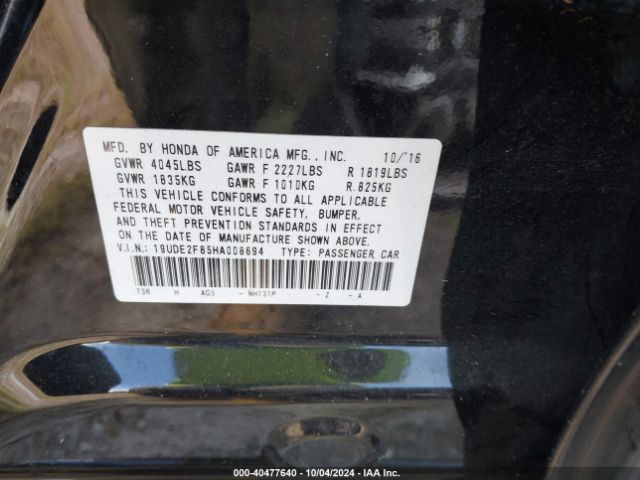 MFD. BY HONDA OF AMERICA MFG., INC. 10/'16
GVWR 4045LBS GAWR F 2227LBS R 1819LBS
GVWR 1835KG GAWR F 1010KG R.825KG
THIS VEHICLE CONFORMS TO ALL APPLICABLE
FEDERAL MOTOR VEHICLE SAFETY, BUMPER,
AND THEFT PREVENTION STANDARDS IN EFFECT
ON THE DATE OF MANUFACTURE SHOWN ABOVE.
V.I.N.: 19UDE2F85HA008694 TYPE: PASSENGER CAR
T3R H AG5 - NH731P - Z - A
00 - 40477640 - 10/04/2024 - IAA Inc.